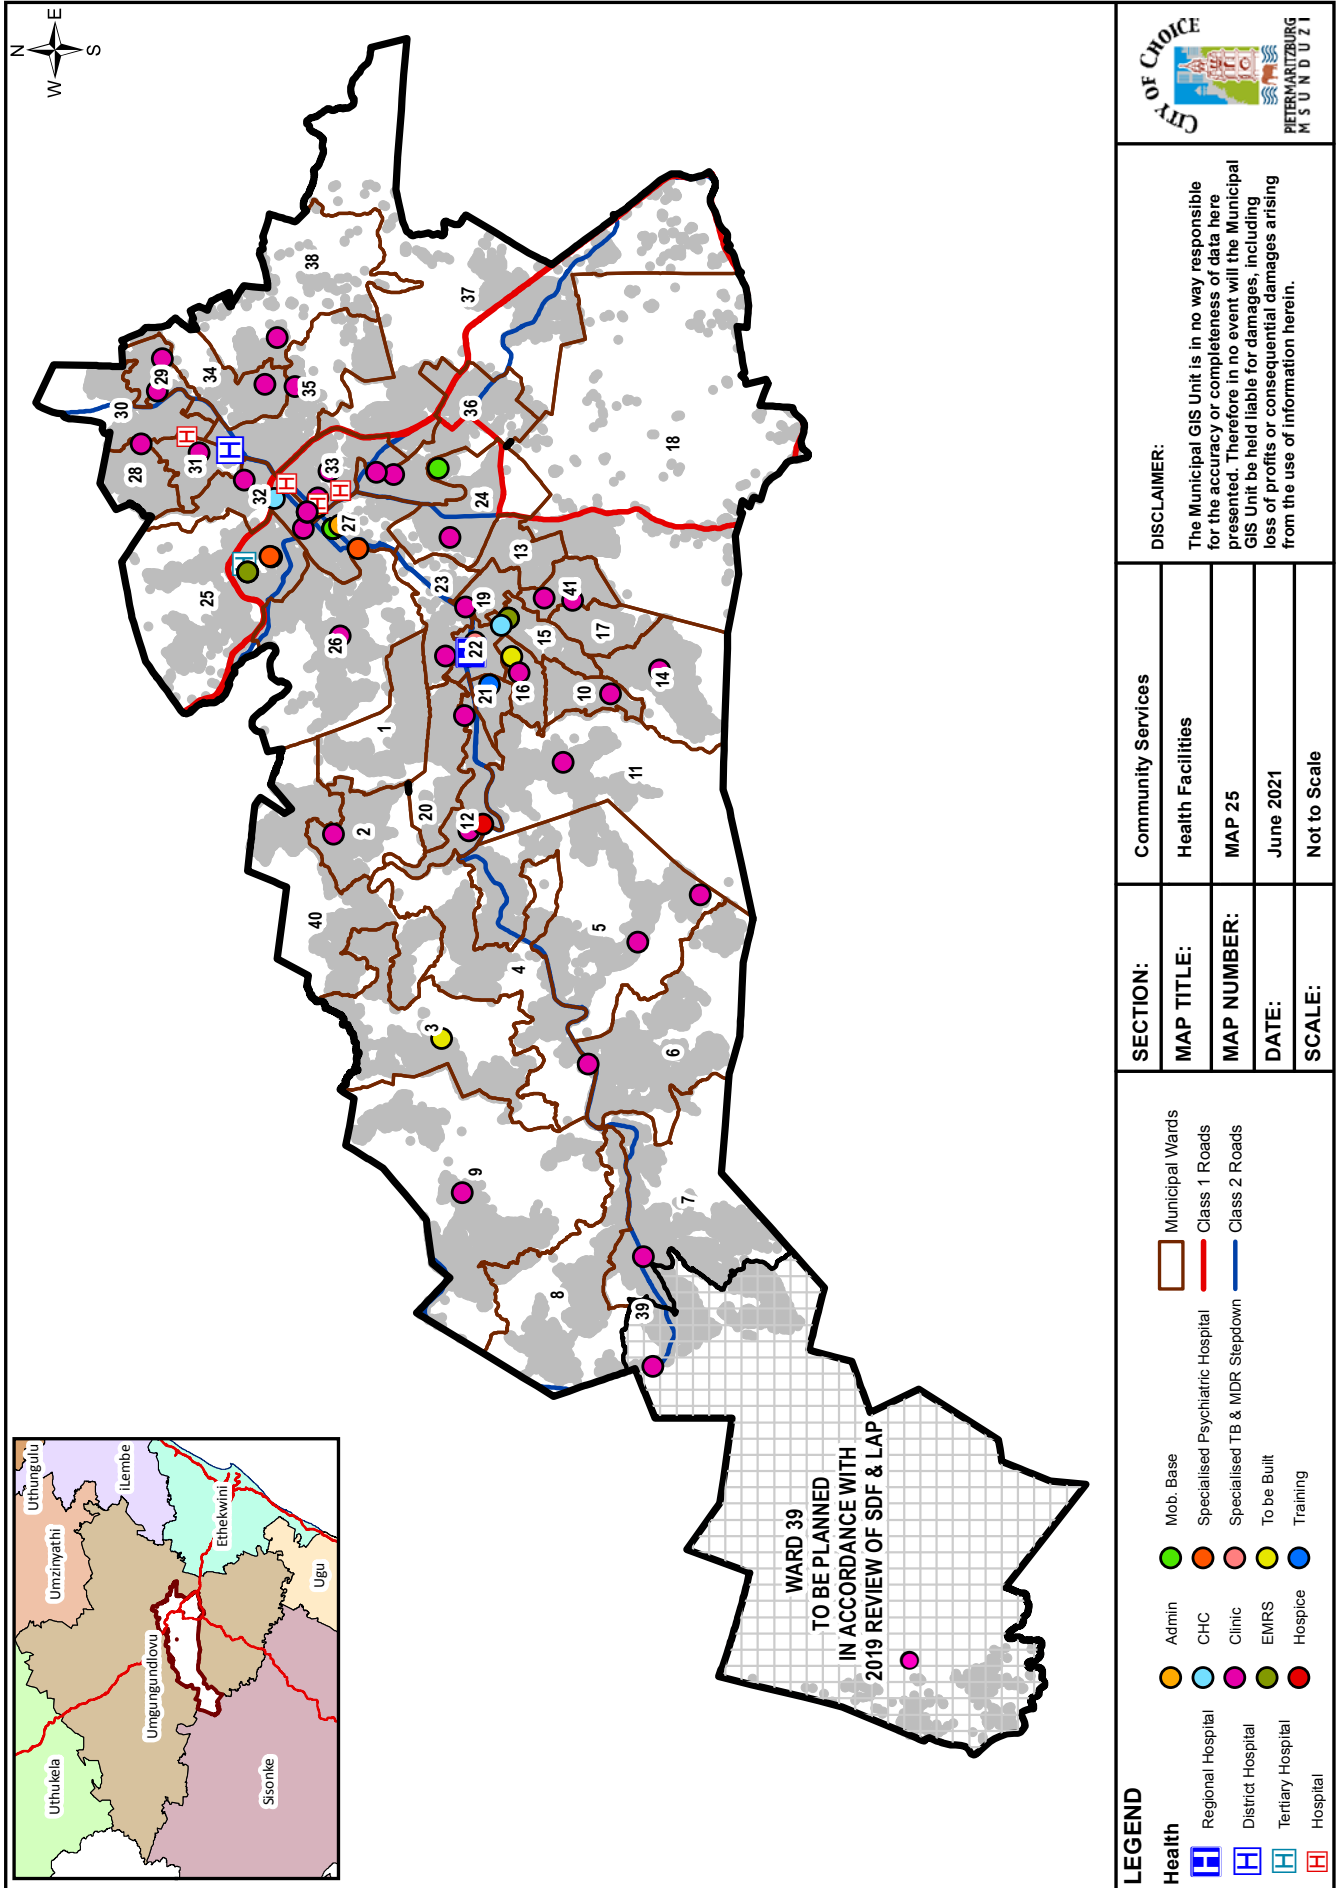 N
E
S
W
Uthungulu
Umzinyathi
iLembe
Ethekwini
Uthukela
Umgungundlovu
Ugu
Sisonke
1
2
3
4
5
6
7
8
9
10
11
12
13
14
15
16
17
18
19
20
21
22
23
24
25
26
27
28
29
30
31
32
33
34
35
36
37
38
39
40
41
H
H
H
H
H
WARD 39
TO BE PLANNED
IN ACCORDANCE WITH
2019 REVIEW OF SDF & LAP
LEGEND
Health
H Regional Hospital
H District Hospital
H Tertiary Hospital
H Hospital
Admin
CHC
Clinic
EMRS
Hospice
Mob. Base
Specialised Psychiatric Hospital
Specialised TB & MDR Stepdown
To be Built
Training
Municipal Wards
Class 1 Roads
Class 2 Roads
SECTION: Community Services
MAP TITLE: Health Facilities
MAP NUMBER: MAP 25
DATE: June 2021
SCALE: Not to Scale
DISCLAIMER:
The Municipal GIS Unit is in no way responsible
for the accuracy or completeness of data here
presented. Therefore in no event will the Municipal
GIS Unit be held liable for damages, including
loss of profits or consequential damages arising
from the use of information herein.
CITY OF CHOICE
PIETERMARITZBURG
MSUNDUZI